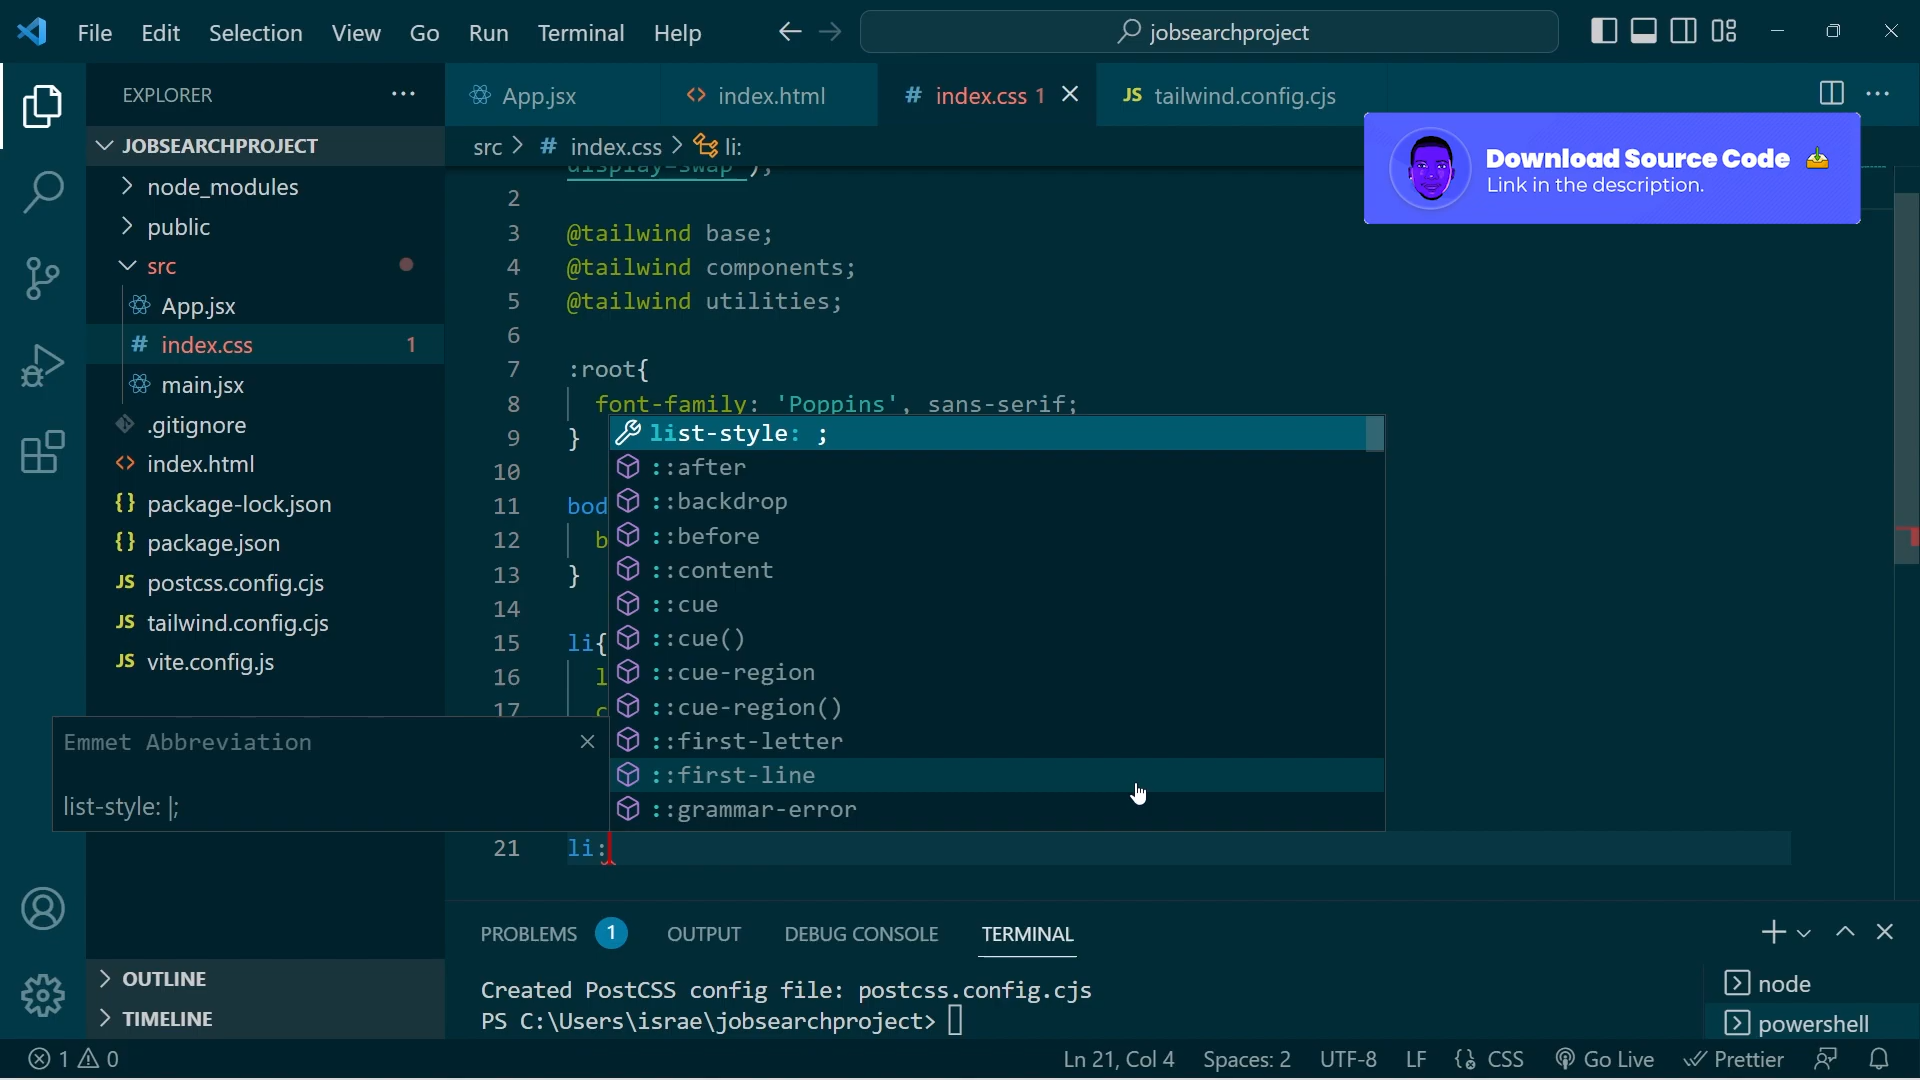 File Edit Selection View Go Run Terminal Help jobsearchproject
EXPLORER
App.jsx index.html index.css 1 tailwind.config.cjs
JOBSEARCHPROJECT
src > # index.css > li:
Download Source Code
Link in the description.
node_modules
public
src
App.jsx
index.css 1
main.jsx
.gitignore
index.html
package-lock.json
package.json
postcss.config.cjs
tailwind.config.cjs
vite.config.js
display=swap');
2
3 @tailwind base;
4 @tailwind components;
5 @tailwind utilities;
6
7 :root{
8 font-family: 'Poppins', sans-serif;
9 }
10
11 bod
12 b
13 }
14
15 li{
16 l
17 c
list-style: ;
::after
::backdrop
::before
::content
::cue
::cue()
::cue-region
::cue-region()
::first-letter
::first-line
::grammar-error
Emmet Abbreviation
list-style: |;
21 li:
OUTLINE
TIMELINE
PROBLEMS 1 OUTPUT DEBUG CONSOLE TERMINAL
Created PostCSS config file: postcss.config.cjs
PS C:\Users\israe\jobsearchproject>
node
powershell
1 0 Ln 21, Col 4 Spaces: 2 UTF-8 LF CSS Go Live Prettier